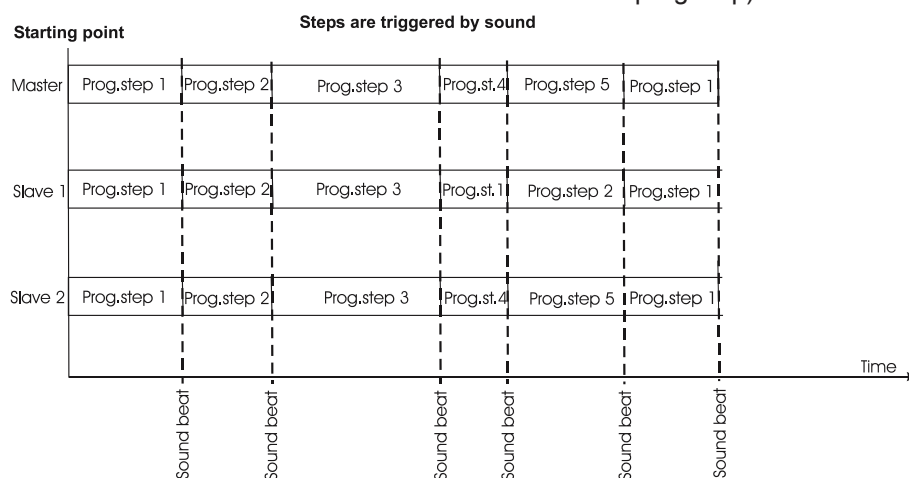 Steps are triggered by sound
Starting point
Master Prog.step 1 Prog.step 2 Prog.step 3 Prog.st.4 Prog.step 5 Prog.step 1
Slave 1 Prog.step 1 Prog.step 2 Prog.step 3 Prog.st.1 Prog.step 2 Prog.step 1
Slave 2 Prog.step 1 Prog.step 2 Prog.step 3 Prog.st.4 Prog.step 5 Prog.step 1
Time
Sound beat
Sound beat
Sound beat
Sound beat
Sound beat
Sound beat